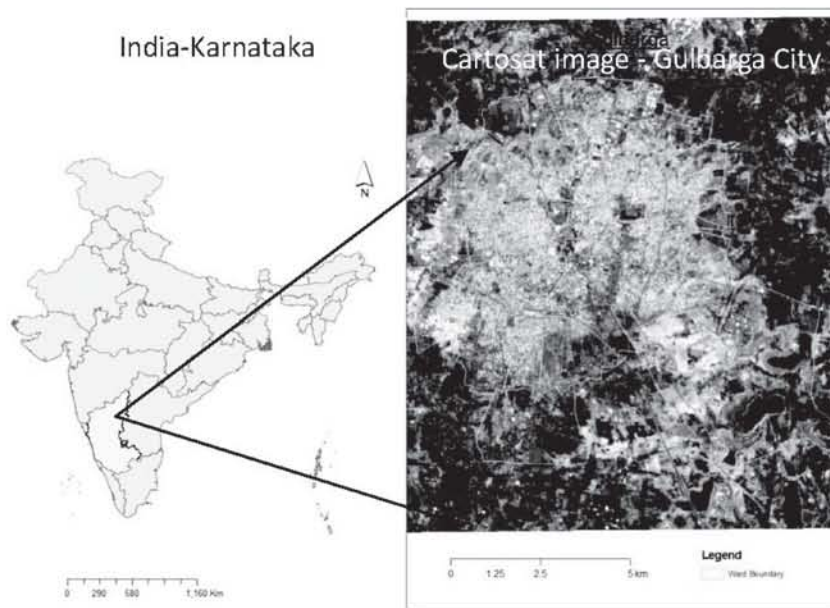 India-Karnataka
N
0 290 580 1,160 Km
Cartosat image - Gulbarga City
0 1.25 2.5 5 km
Legend
Ward Boundary